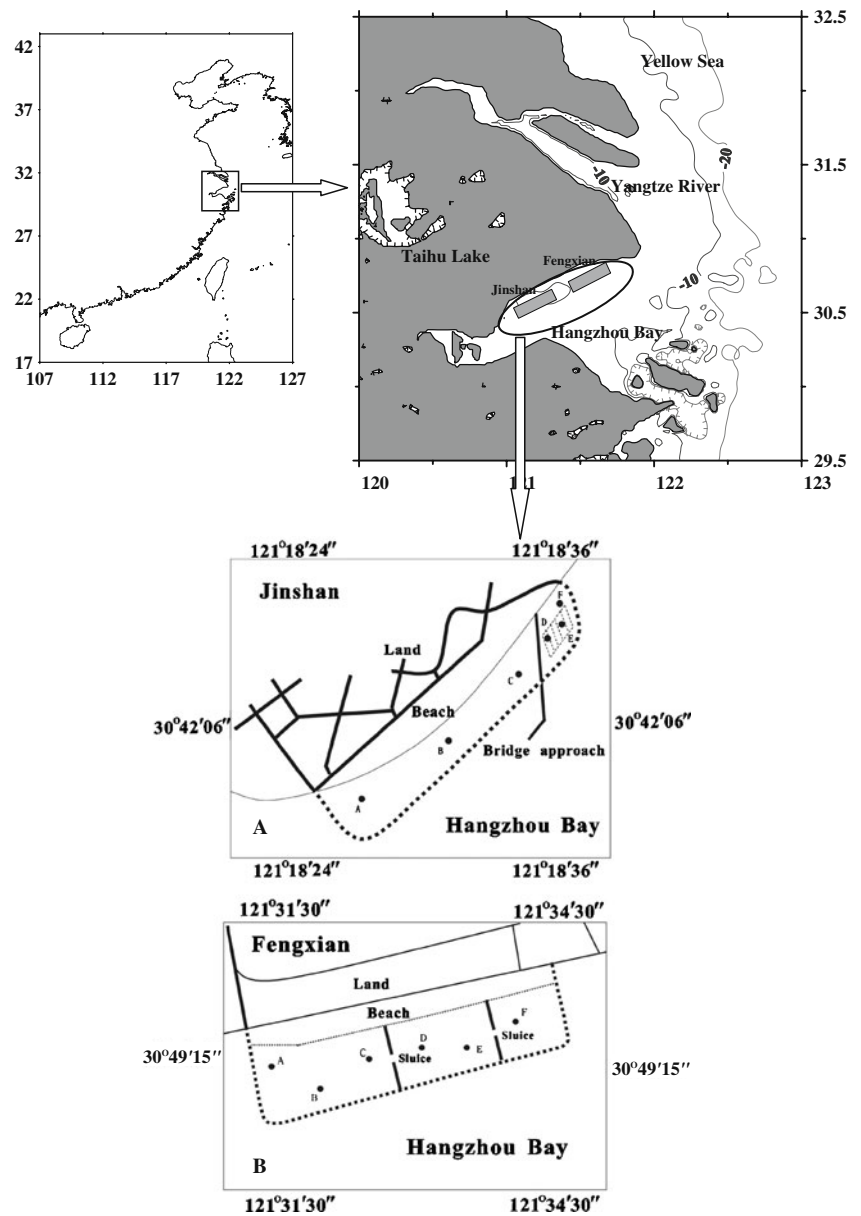 42
37
32
27
22
17
107 112 117 122 127
32.5
31.5
30.5
29.5
120 121 122 123
Yellow Sea
-20
-10
Yangtze River
Taihu Lake
Fengxian
Jinshan
-10
Hangzhou Bay
121°18′24″ 121°18′36″
Jinshan
F
D
E
Land
C
Beach
30°42′06″ 30°42′06″
B
Bridge approach
A
A
Hangzhou Bay
121°18′24″ 121°18′36″
121°31′30″ 121°34′30″
Fengxian
Land
Beach
F
D
Sluice
C
E
Sluice
A
30°49′15″ 30°49′15″
B
Hangzhou Bay
B
121°31′30″ 121°34′30″